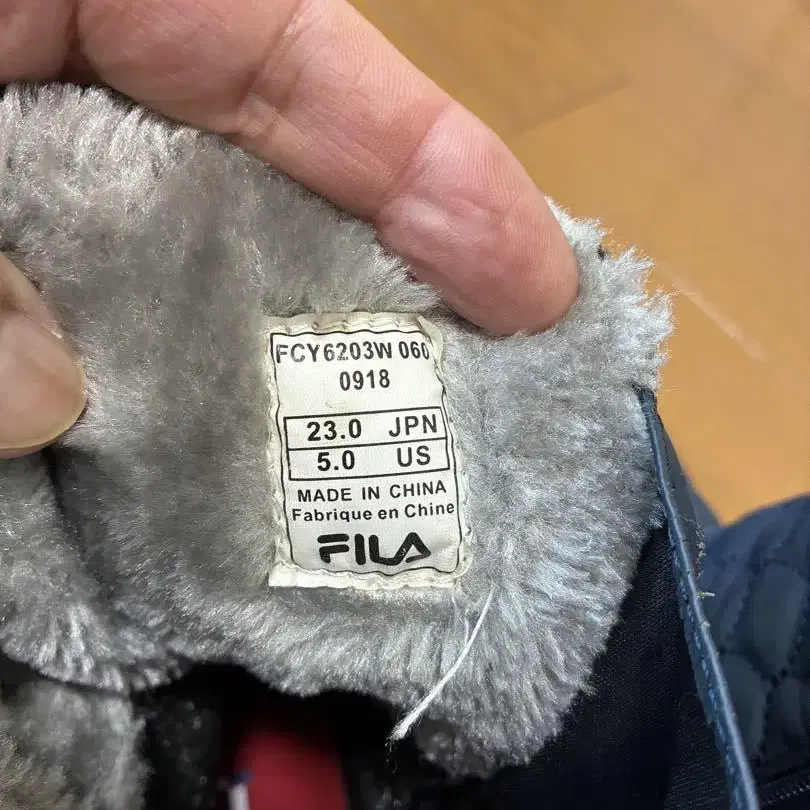 FCY6203W 060
0918
23.0 JPN
5.0 US
MADE IN CHINA
Fabrique en Chine
FILA